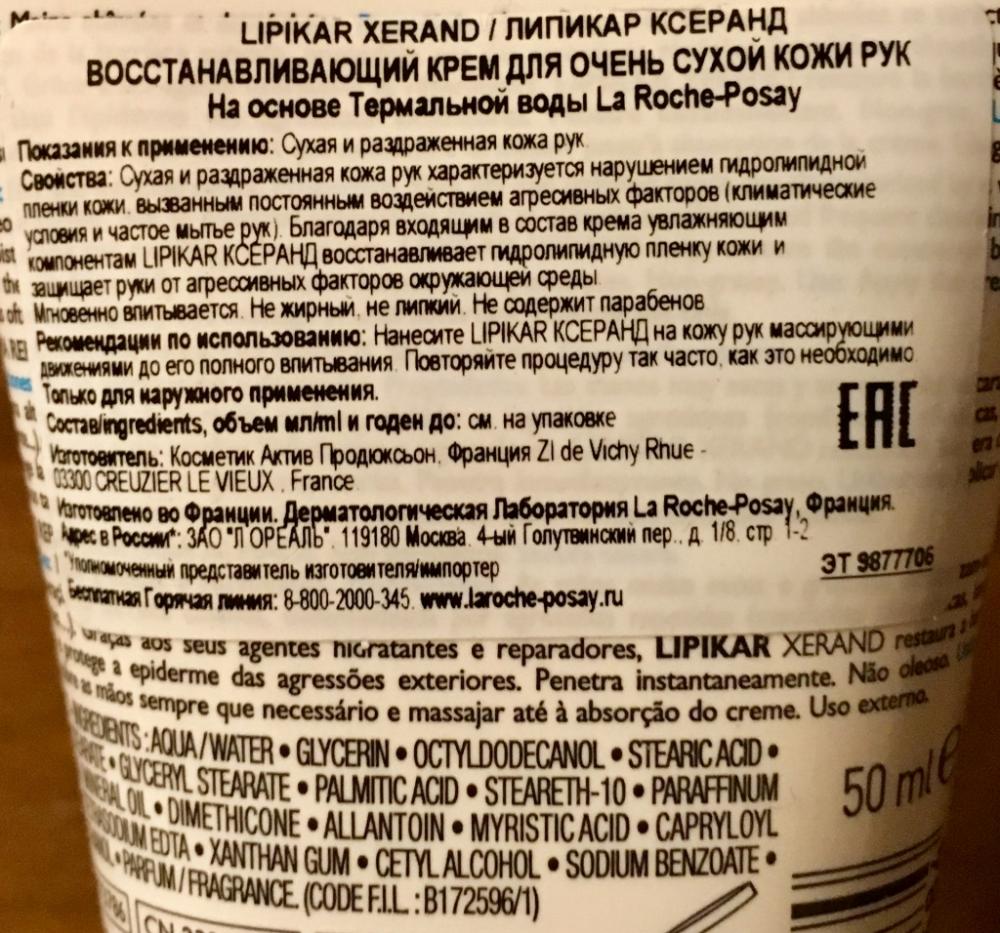 LIPIKAR XERAND / ЛИПИКАР КСЕРАНД
ВОССТАНАВЛИВАЮЩИЙ КРЕМ ДЛЯ ОЧЕНЬ СУХОЙ КОЖИ РУК
На основе Термальной воды La Roche-Posay
Показания к применению: Сухая и раздраженная кожа рук.
Свойства: Сухая и раздраженная кожа рук характеризуется нарушением гидролипидной
пленки кожи, вызванным постоянным воздействием агресивных факторов (климатические
условия и частое мытье рук). Благодаря входящим в состав крема увлажняющим
компонентам LIPIKAR КСЕРАНД восстанавливает гидролипидную пленку кожи и
защищает руки от агрессивных факторов окружающей среды.
Мгновенно впитывается. Не жирный, не липкий. Не содержит парабенов
Рекомендации по использованию: Нанесите LIPIKAR КСЕРАНД на кожу рук массирующими
движениями до его полного впитывания. Повторяйте процедуру так часто, как это необходимо.
Только для наружного применения.
Состав/ingredients, объем мл/ml и годен до: см. на упаковке
EAC
Изготовитель: Косметик Актив Продюксьон, Франция ZI de Vichy Rhue -
03300 CREUZIER LE VIEUX , France
Изготовлено во Франции. Дерматологическая Лаборатория La Roche-Posay, Франция.
Адрес в России*: ЗАО "Л ОРЕАЛЬ". 119180 Москва. 4-ый Голутвинский пер., д. 1/8. стр 1-2
*Уполномоченный представитель изготовителя/импортер
ЭТ 9877706
Бесплатная Горячая линия: 8-800-2000-345. www.laroche-posay.ru
Graças aos seus agentes hidratantes e reparadores, LIPIKAR XERAND restaura
protege a epiderme das agressões exteriores. Penetra instantaneamente. Não oleoso.
as mãos sempre que necessário e massajar até à absorção do creme. Uso externo.
INGREDIENTS : AQUA / WATER • GLYCERIN • OCTYLDODECANOL • STEARIC ACID •
• GLYCERYL STEARATE • PALMITIC ACID • STEARETH-10 • PARAFFINUM
MINERAL OIL • DIMETHICONE • ALLANTOIN • MYRISTIC ACID • CAPRYLOYL
EDTA • XANTHAN GUM • CETYL ALCOHOL • SODIUM BENZOATE •
• PARFUM / FRAGRANCE. (CODE F.I.L. : B172596/1)
50 ml e